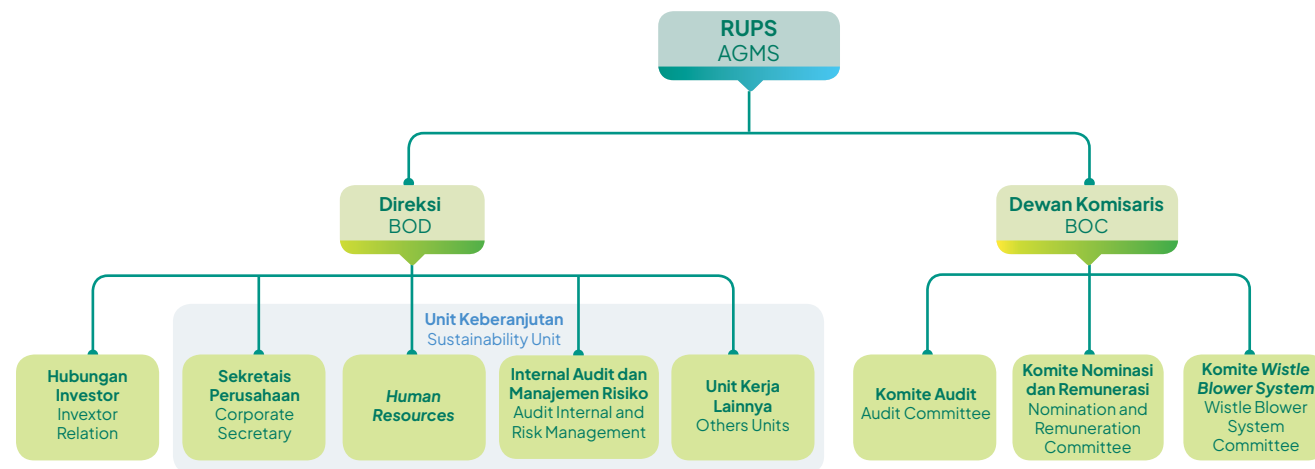 RUPS
AGMS
Direksi
BOD
Dewan Komisaris
BOC
Unit Keberanjutan
Sustainability Unit
Hubungan
Investor
Invextor
Relation
Sekretais
Perusahaan
Corporate
Secretary
Human
Resources
Internal Audit dan
Manajemen Risiko
Audit Internal and
Risk Management
Unit Kerja
Lainnya
Others Units
Komite Audit
Audit Committee
Komite Nominasi
dan Remunerasi
Nomination and
Remuneration
Committee
Komite Wistle
Blower System
Wistle Blower
System
Committee